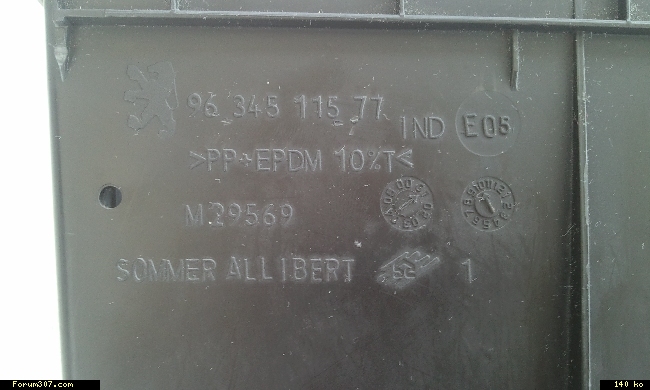 96 345 115 77
IND E05
>PP+EPDM 10%T<
M29569
SOMMER ALLIBERT 1
Forum307.com
140 ko